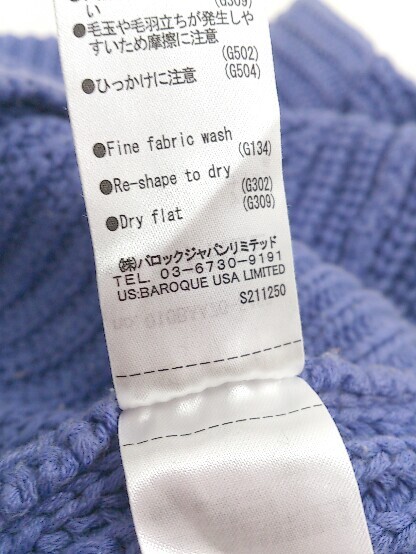 い
(G309)
●毛玉や毛羽立ちが発生しや
すいため摩擦に注意
(G502)
●ひっかけに注意 (G504)
●Fine fabric wash
(G134)
●Re-shape to dry
(G302)
●Dry flat (G309)
㈱バロックジャパンリミテッド
TEL. 03-6730-9191
US:BAROQUE USA LIMITED
S211250